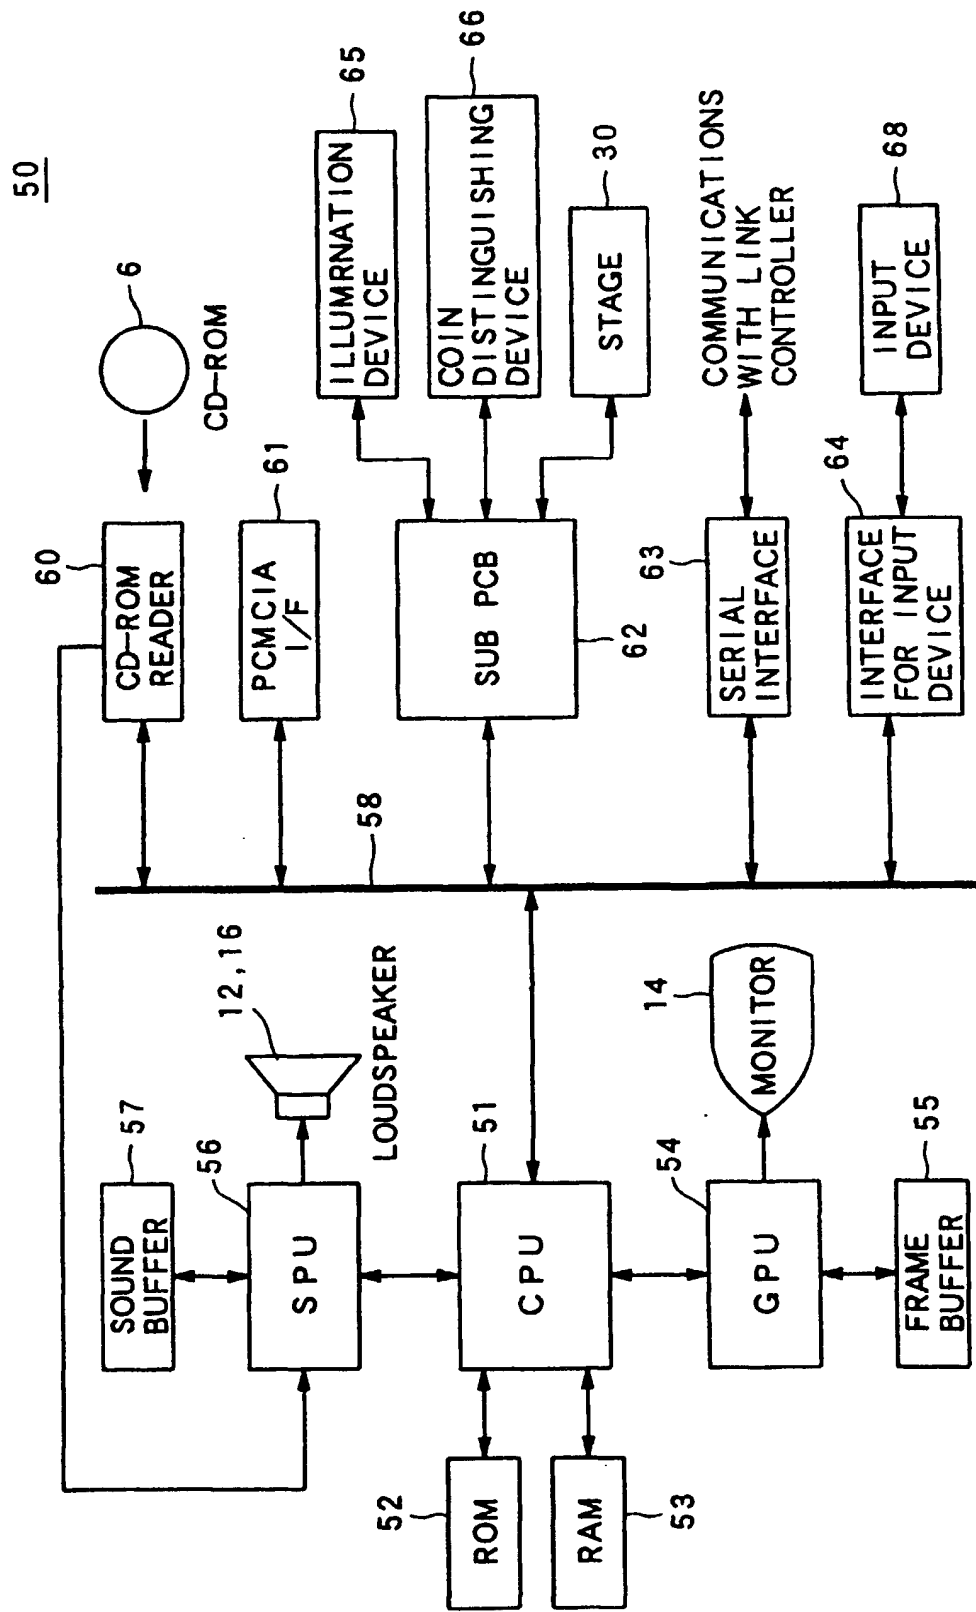 50
6
CD-ROM
60
CD-ROM
READER
61
PCMCIA
I/F
65
ILLUMRNATION
DEVICE
66
COIN
DISTINGUISHING
DEVICE
30
STAGE
SUB PCB
62
63
SERIAL
INTERFACE
COMMUNICATIONS
WITH LINK
CONTROLLER
64
INTERFACE
FOR INPUT
DEVICE
68
INPUT
DEVICE
58
57
SOUND
BUFFER
56
SPU
12,16
LOUDSPEAKER
51
CPU
52
ROM
RAM
53
54
GPU
14
MONITOR
55
FRAME
BUFFER